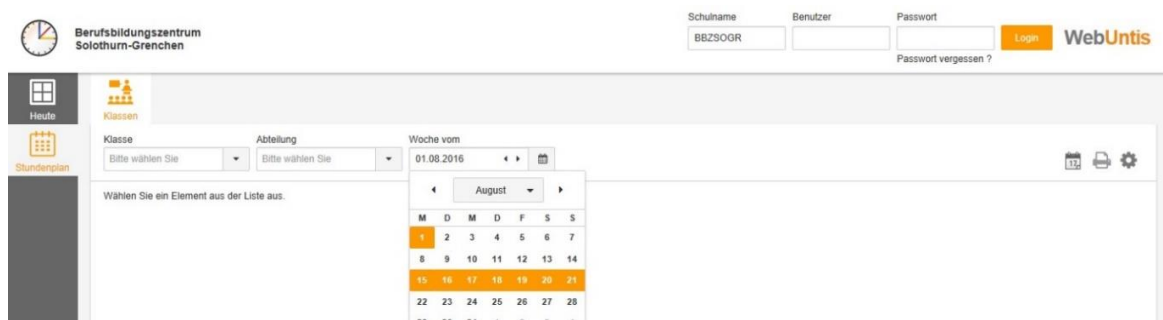 Berufsbildungszentrum
Solothurn-Grenchen
Schulname
Benutzer
Passwort
BBZSOGR
Login
WebUntis
Passwort vergessen ?
Heute
Stundenplan
Klassen
Klasse
Abteilung
Woche vom
Bitte wählen Sie
Bitte wählen Sie
01.08.2016
Wählen Sie ein Element aus der Liste aus.
August
M D M D F S S
1 2 3 4 5 6 7
8 9 10 11 12 13 14
15 16 17 18 19 20 21
22 23 24 25 26 27 28